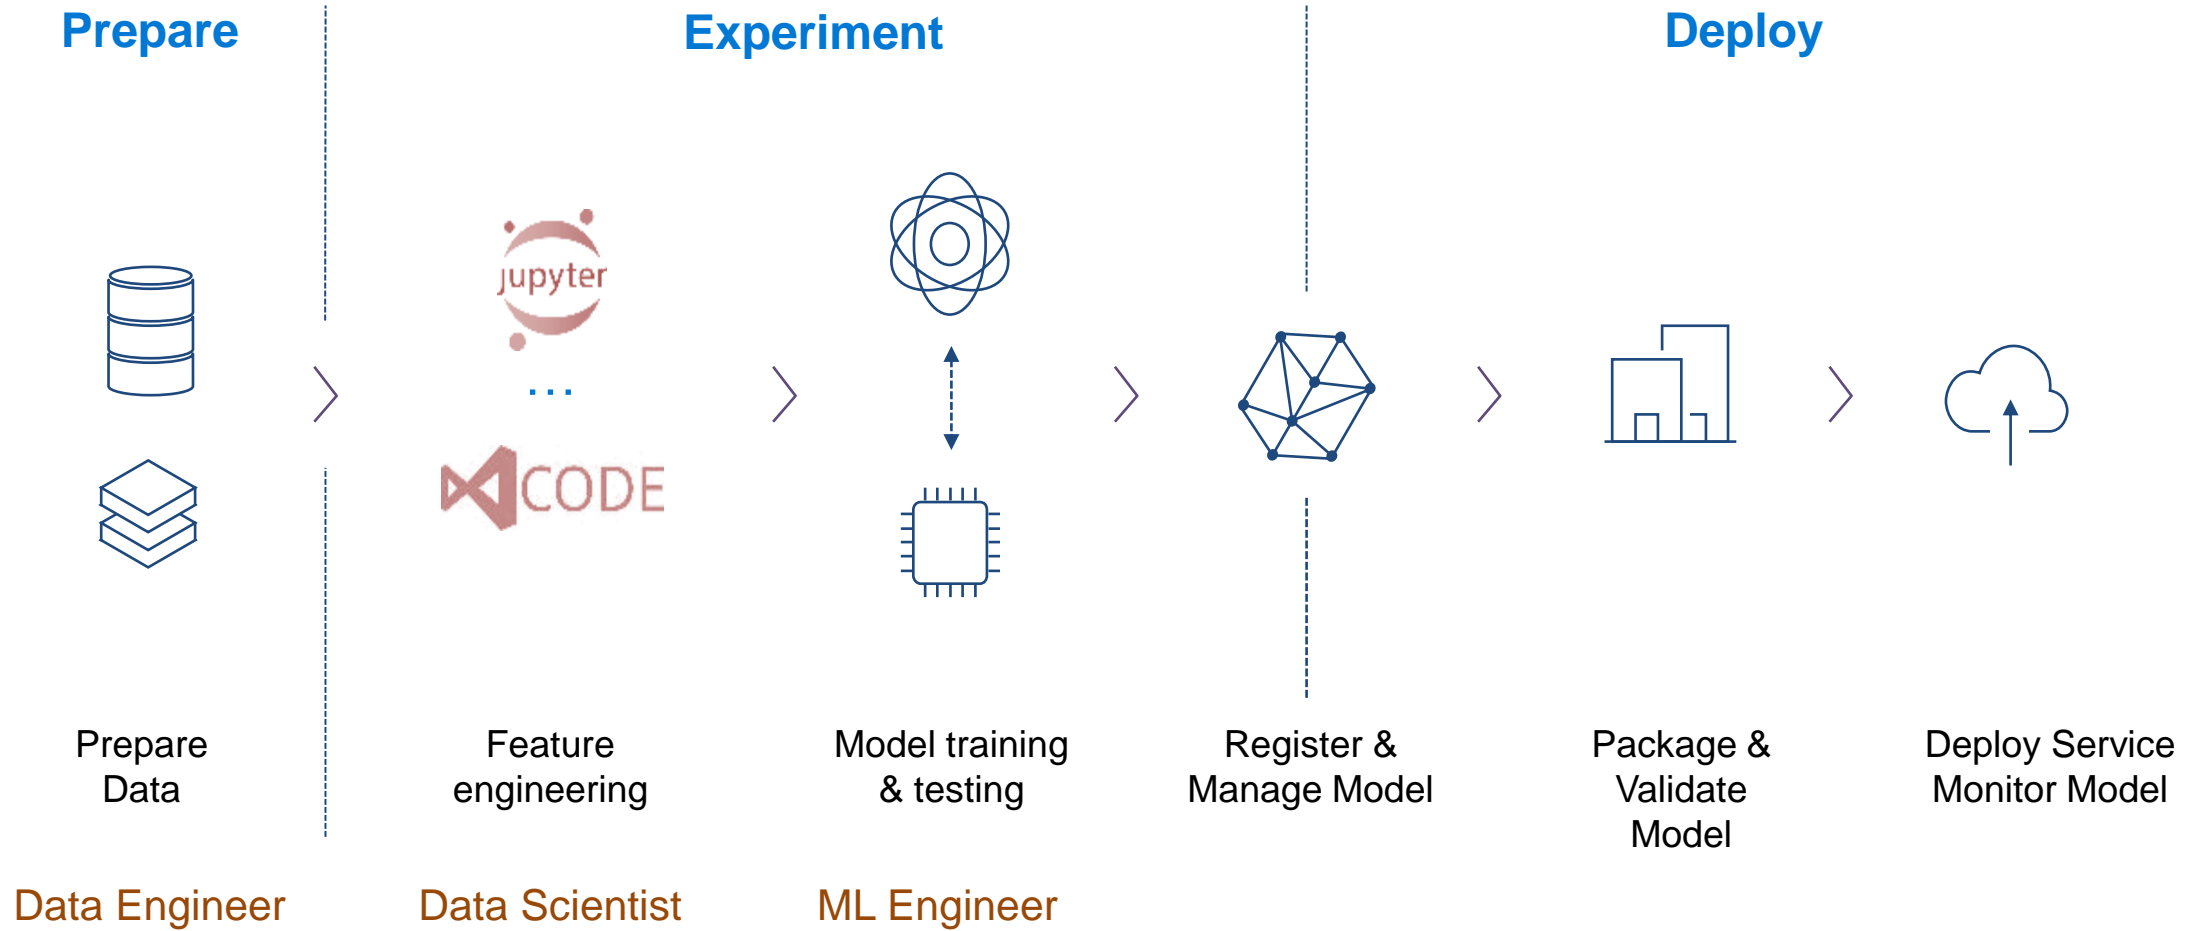 Prepare
Experiment
Deploy
jupyter
...
CODE
Prepare
Data
Feature
engineering
Model training
& testing
Register &
Manage Model
Package &
Validate
Model
Deploy Service
Monitor Model
Data Engineer
Data Scientist
ML Engineer